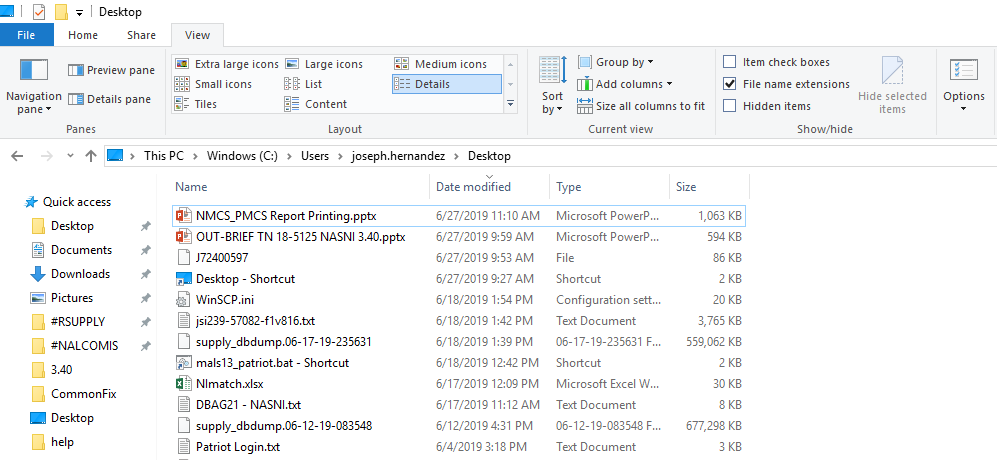 Desktop
File Home Share View
Navigation pane
Preview pane
Details pane
Panes
Extra large icons Large icons Medium icons
Small icons List Details
Tiles Content
Layout
Sort by
Group by
Add columns
Size all columns to fit
Current view
Item check boxes
File name extensions
Hidden items
Hide selected items
Show/hide
Options
This PC > Windows (C:) > Users > joseph.hernandez > Desktop
Quick access
Desktop
Documents
Downloads
Pictures
#RSUPPLY
#NALCOMIS
3.40
CommonFix
Desktop
help
Name Date modified Type Size
NMCS_PMCS Report Printing.pptx 6/27/2019 11:10 AM Microsoft PowerP... 1,063 KB
OUT-BRIEF TN 18-5125 NASNI 3.40.pptx 6/27/2019 9:59 AM Microsoft PowerP... 594 KB
J72400597 6/27/2019 9:53 AM File 86 KB
Desktop - Shortcut 6/27/2019 9:27 AM Shortcut 2 KB
WinSCP.ini 6/18/2019 1:54 PM Configuration sett... 20 KB
jsi239-57082-f1v816.txt 6/18/2019 1:42 PM Text Document 3,765 KB
supply_dbdump.06-17-19-235631 6/18/2019 1:39 PM 06-17-19-235631 F... 559,062 KB
mals13_patriot.bat - Shortcut 6/18/2019 12:42 PM Shortcut 2 KB
NImatch.xlsx 6/17/2019 12:09 PM Microsoft Excel W... 30 KB
DBAG21 - NASNI.txt 6/17/2019 11:12 AM Text Document 8 KB
supply_dbdump.06-12-19-083548 6/12/2019 4:31 PM 06-12-19-083548 F... 677,298 KB
Patriot Login.txt 6/4/2019 3:18 PM Text Document 3 KB